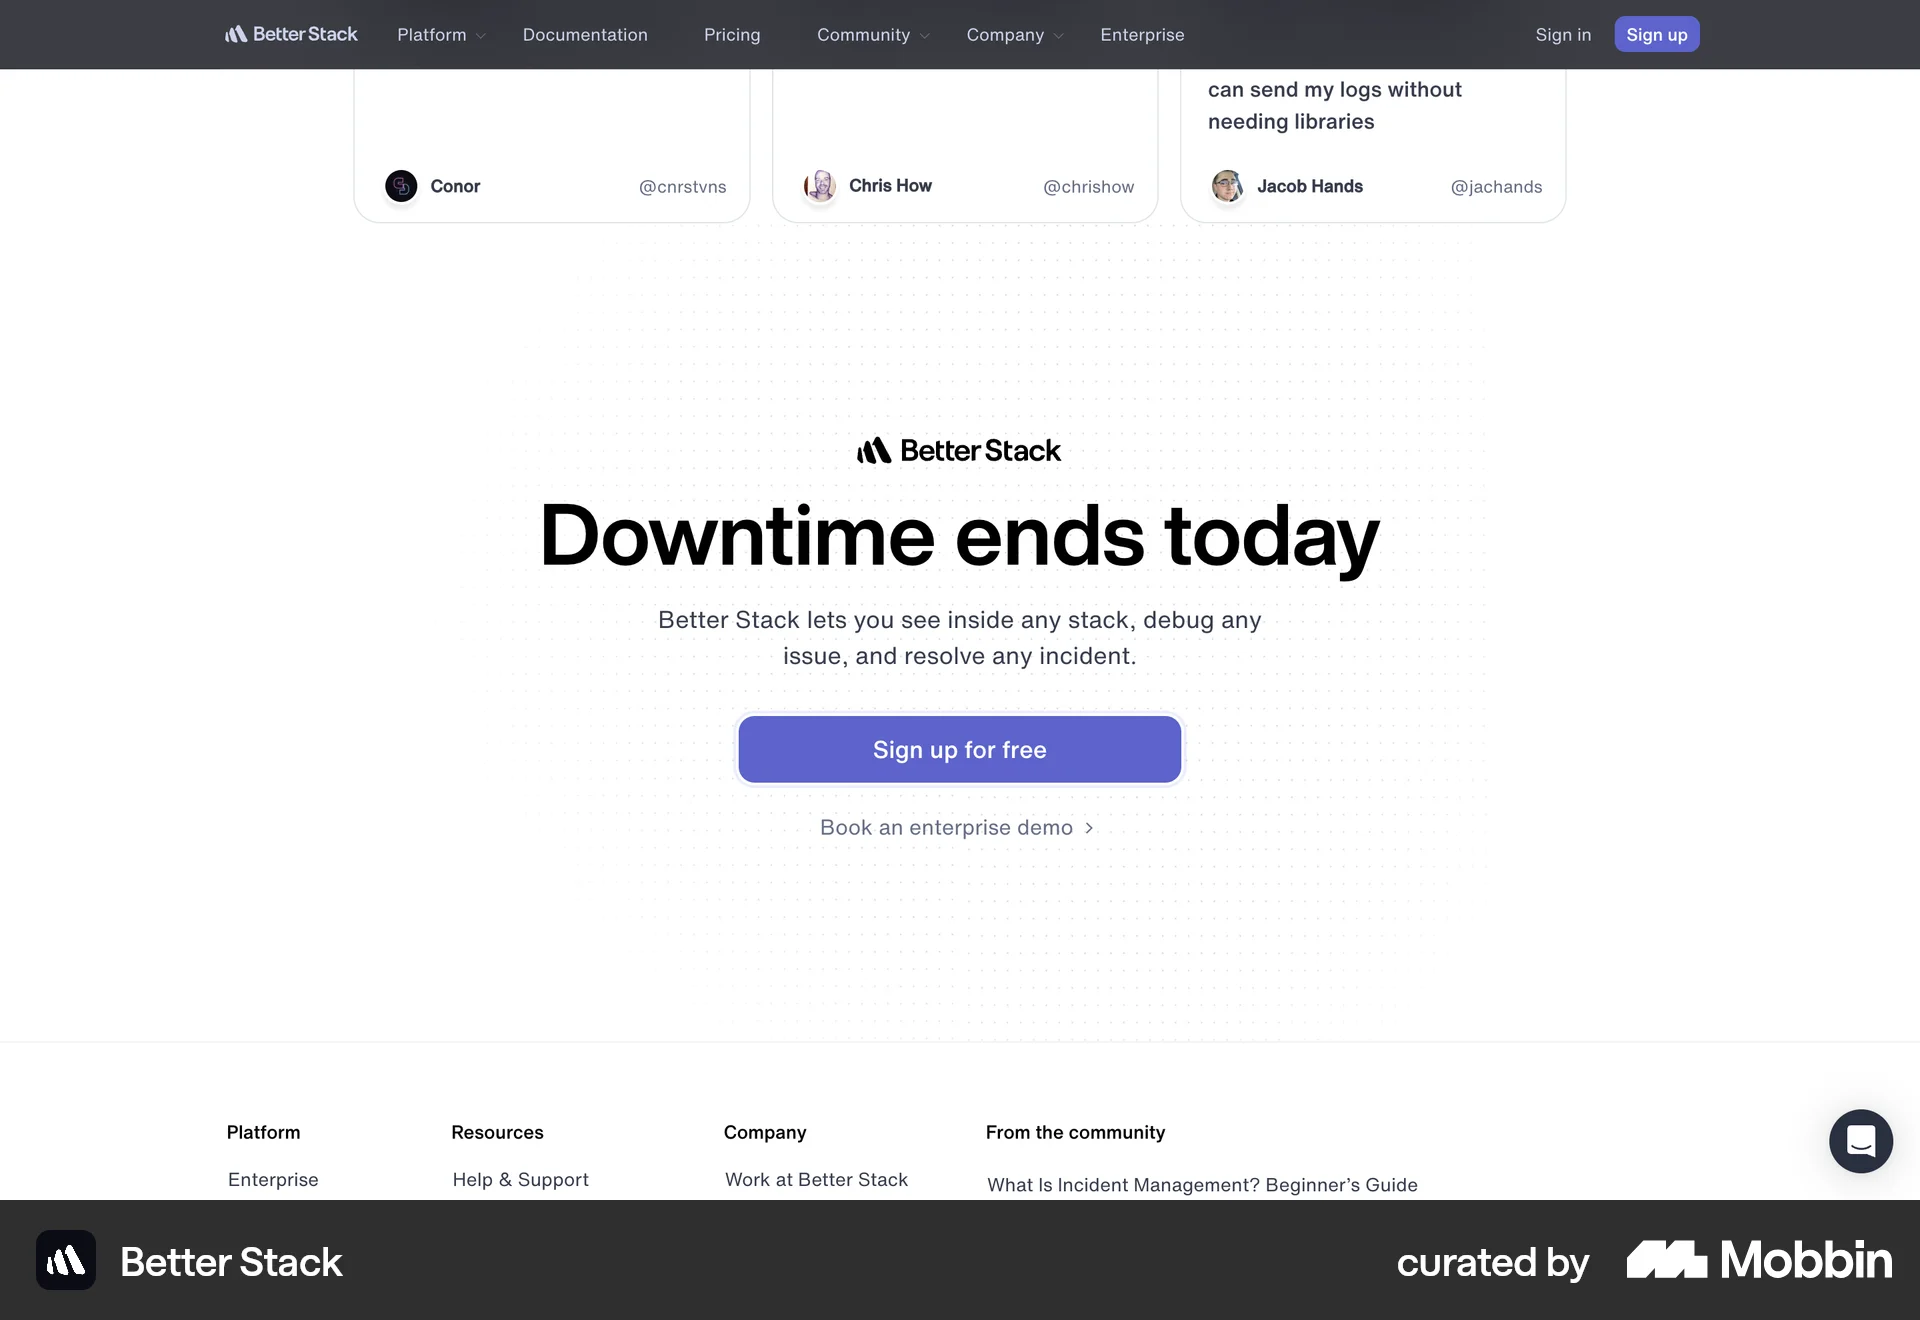 Better Stack
Platform
Documentation
Pricing
Community
Company
Enterprise
Sign in
Sign up
can send my logs without
needing libraries
Conor
@cnrstvns
Chris How
@chrishow
Jacob Hands
@jachands
Better Stack
Downtime ends today
Better Stack lets you see inside any stack, debug any
issue, and resolve any incident.
Sign up for free
Book an enterprise demo
Platform
Resources
Company
From the community
Enterprise
Help & Support
Work at Better Stack
What Is Incident Management? Beginner’s Guide
Better Stack
curated by
Mobbin